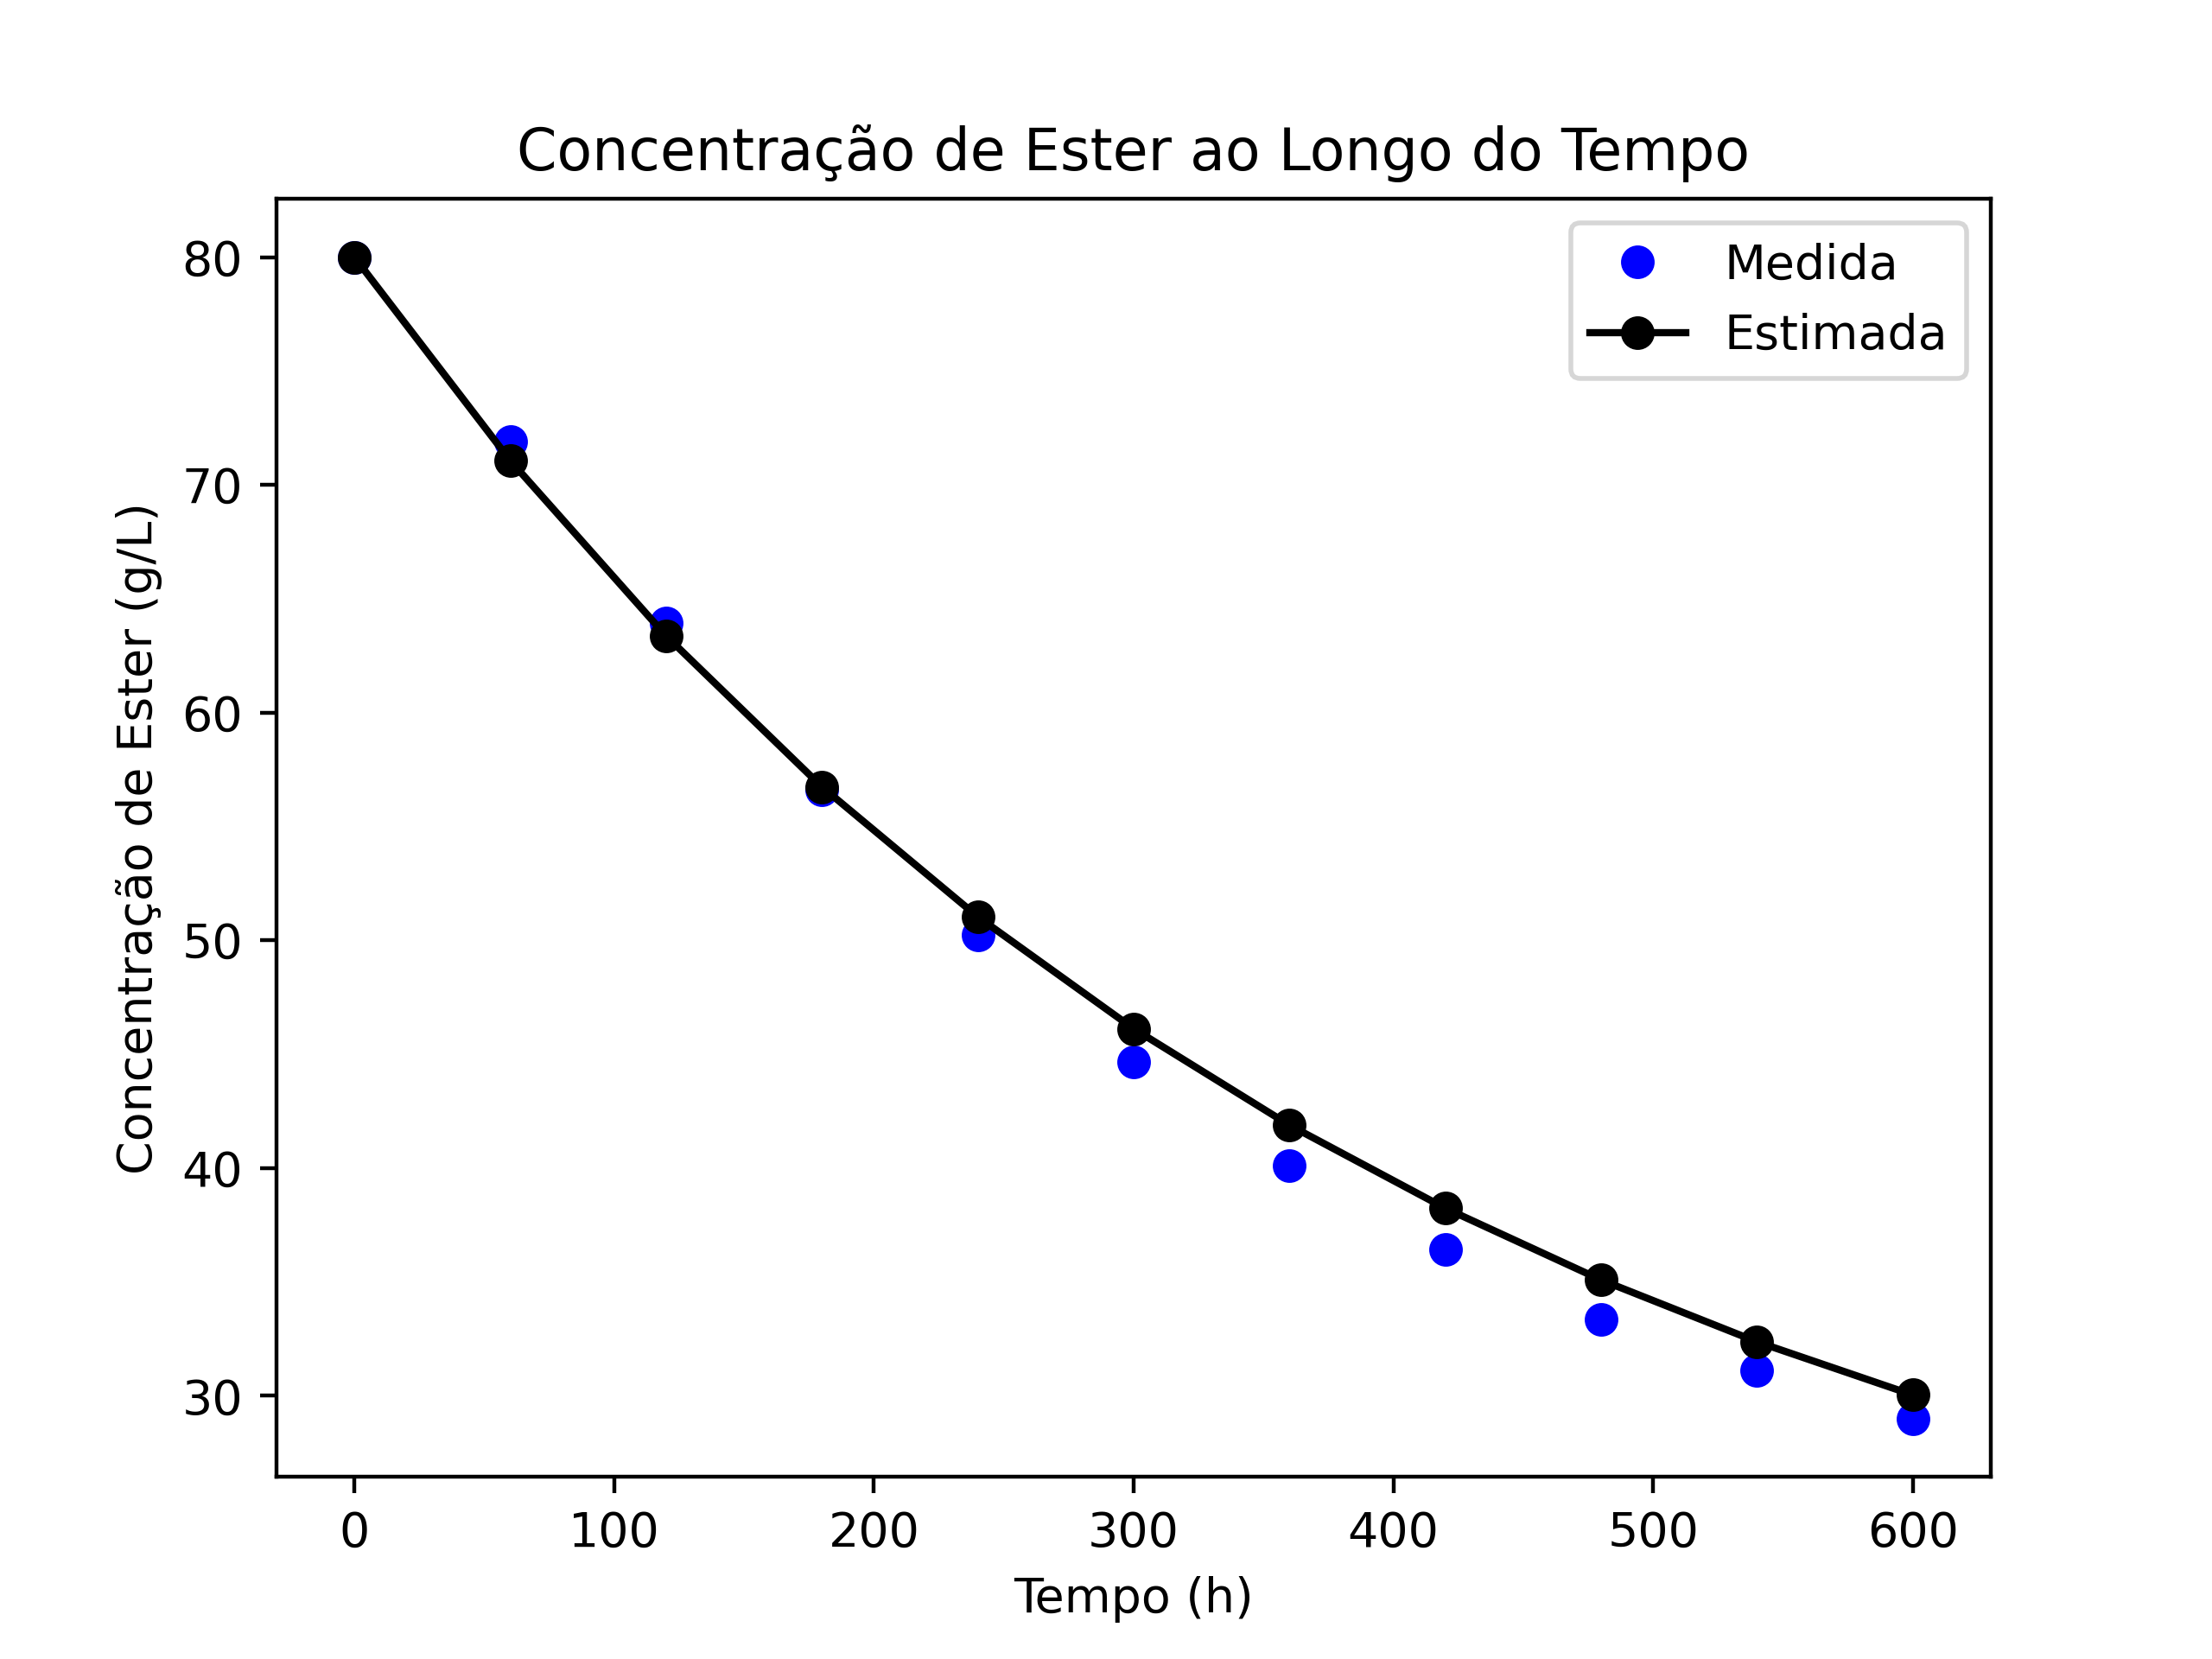 Concentração de Ester ao Longo do Tempo
Medida
Estimada
Concentração de Ester (g/L)
80
70
60
50
40
30
0 100 200 300 400 500 600
Tempo (h)